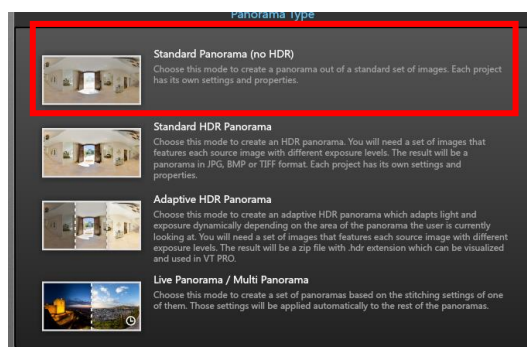 Panorama Type
Standard Panorama (no HDR)
Choose this mode to create a panorama out of a standard set of images. Each project
has its own settings and properties.
Standard HDR Panorama
Choose this mode to create an HDR panorama. You will need a set of images that
features each source image with different exposure levels. The result will be a
panorama in JPG, BMP or TIFF format. Each project has its own settings and
properties.
Adaptive HDR Panorama
Choose this mode to create an adaptive HDR panorama which adapts light and
exposure dynamically depending on the area of the panorama the user is currently
looking at. You will need a set of images that features each source image with different
exposure levels. The result will be a zip file with .hdr extension which can be visualized
and used in VT PRO.
Live Panorama / Multi Panorama
Choose this mode to create a set of panoramas based on the stitching settings of one
of them. Those settings will be applied automatically to the rest of the panoramas.